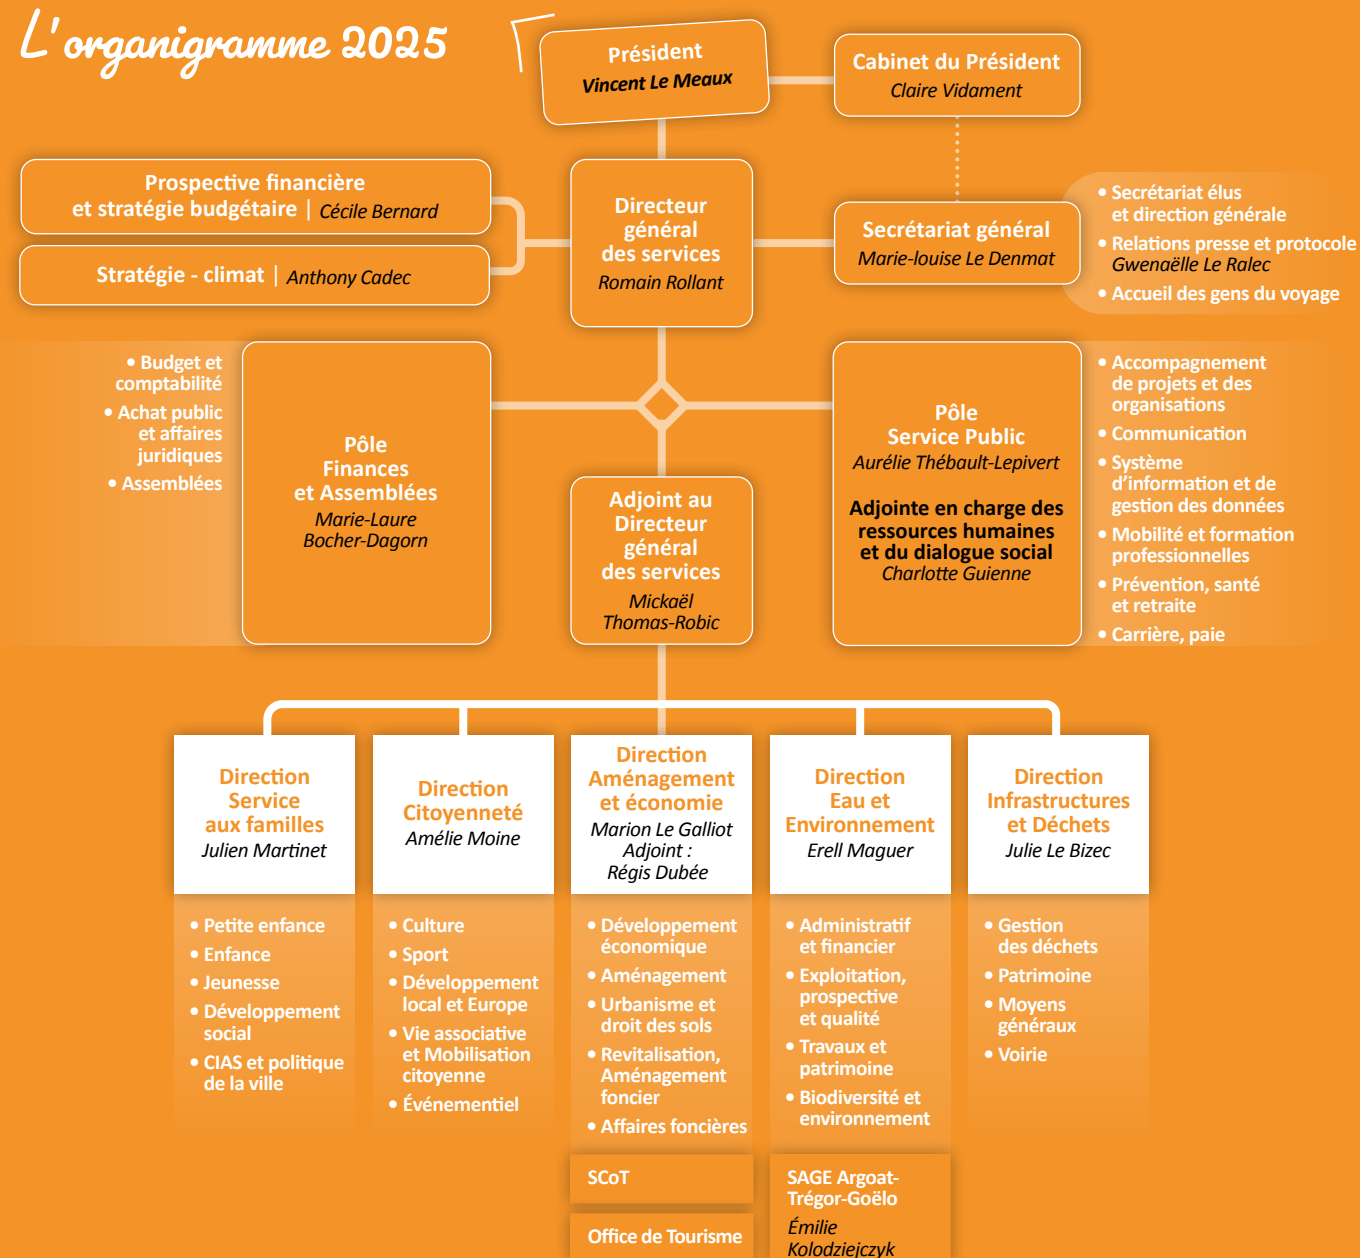 L'organigramme 2025
Président
Vincent Le Meaux
Cabinet du Président
Claire Vidament
Prospective financière
et stratégie budgétaire | Cécile Bernard
Stratégie - climat | Anthony Cadec
Directeur
général
des services
Romain Rollant
Secrétariat général
Marie-louise Le Denmat
• Secrétariat élus
et direction générale
• Relations presse et protocole
Gwenaëlle Le Ralec
• Accueil des gens du voyage
• Budget et
comptabilité
• Achat public
et affaires
juridiques
• Assemblées
Pôle
Finances
et Assemblées
Marie-Laure
Bocher-Dagorn
Adjoint au
Directeur
général
des services
Mickaël
Thomas-Robic
Pôle
Service Public
Aurélie Thébault-Lepivert
Adjointe en charge des
ressources humaines
et du dialogue social
Charlotte Guienne
• Accompagnement
de projets et des
organisations
• Communication
• Système
d'information et de
gestion des données
• Mobilité et formation
professionnelles
• Prévention, santé
et retraite
• Carrière, paie
Direction
Service
aux familles
Julien Martinet
• Petite enfance
• Enfance
• Jeunesse
• Développement
social
• CIAS et politique
de la ville
Direction
Citoyenneté
Amélie Moine
• Culture
• Sport
• Développement
local et Europe
• Vie associative
et Mobilisation
citoyenne
• Événementiel
Direction
Aménagement
et économie
Marion Le Galliot
Adjoint :
Régis Dubée
• Développement
économique
• Aménagement
• Urbanisme et
droit des sols
• Revitalisation,
Aménagement
foncier
• Affaires foncières
SCoT
Office de Tourisme
Direction
Eau et
Environnement
Erell Maguer
• Administratif
et financier
• Exploitation,
prospective
et qualité
• Travaux et
patrimoine
• Biodiversité et
environnement
SAGE Argoat-
Trégor-Goëlo
Émilie
Kolodziejczyk
Direction
Infrastructures
et Déchets
Julie Le Bizec
• Gestion
des déchets
• Patrimoine
• Moyens
généraux
• Voirie